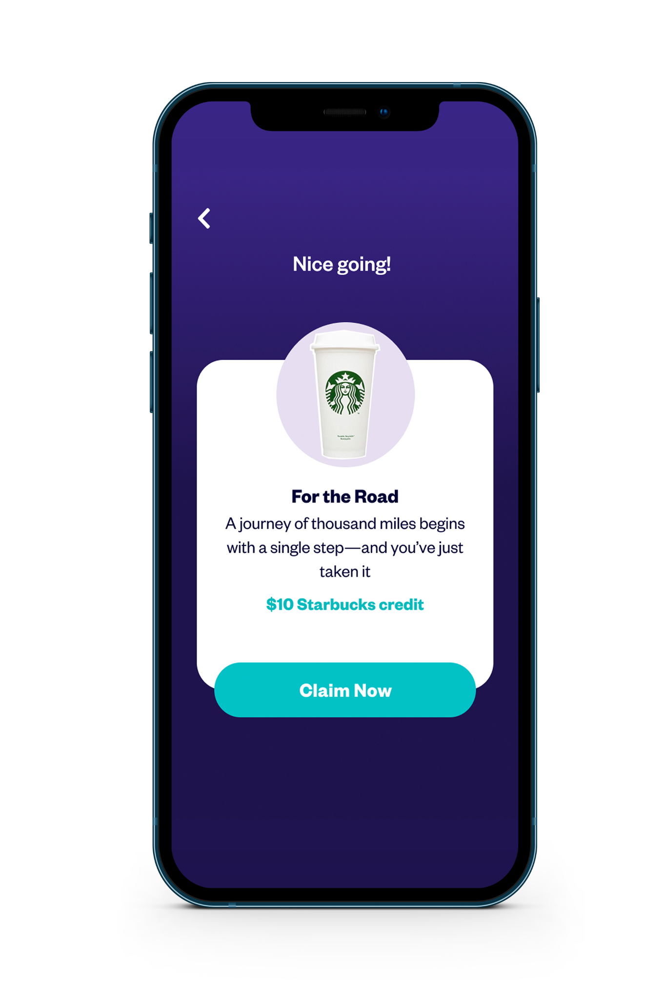 Nice going!
For the Road
A journey of thousand miles begins
with a single step—and you’ve just
taken it
$10 Starbucks credit
Claim Now